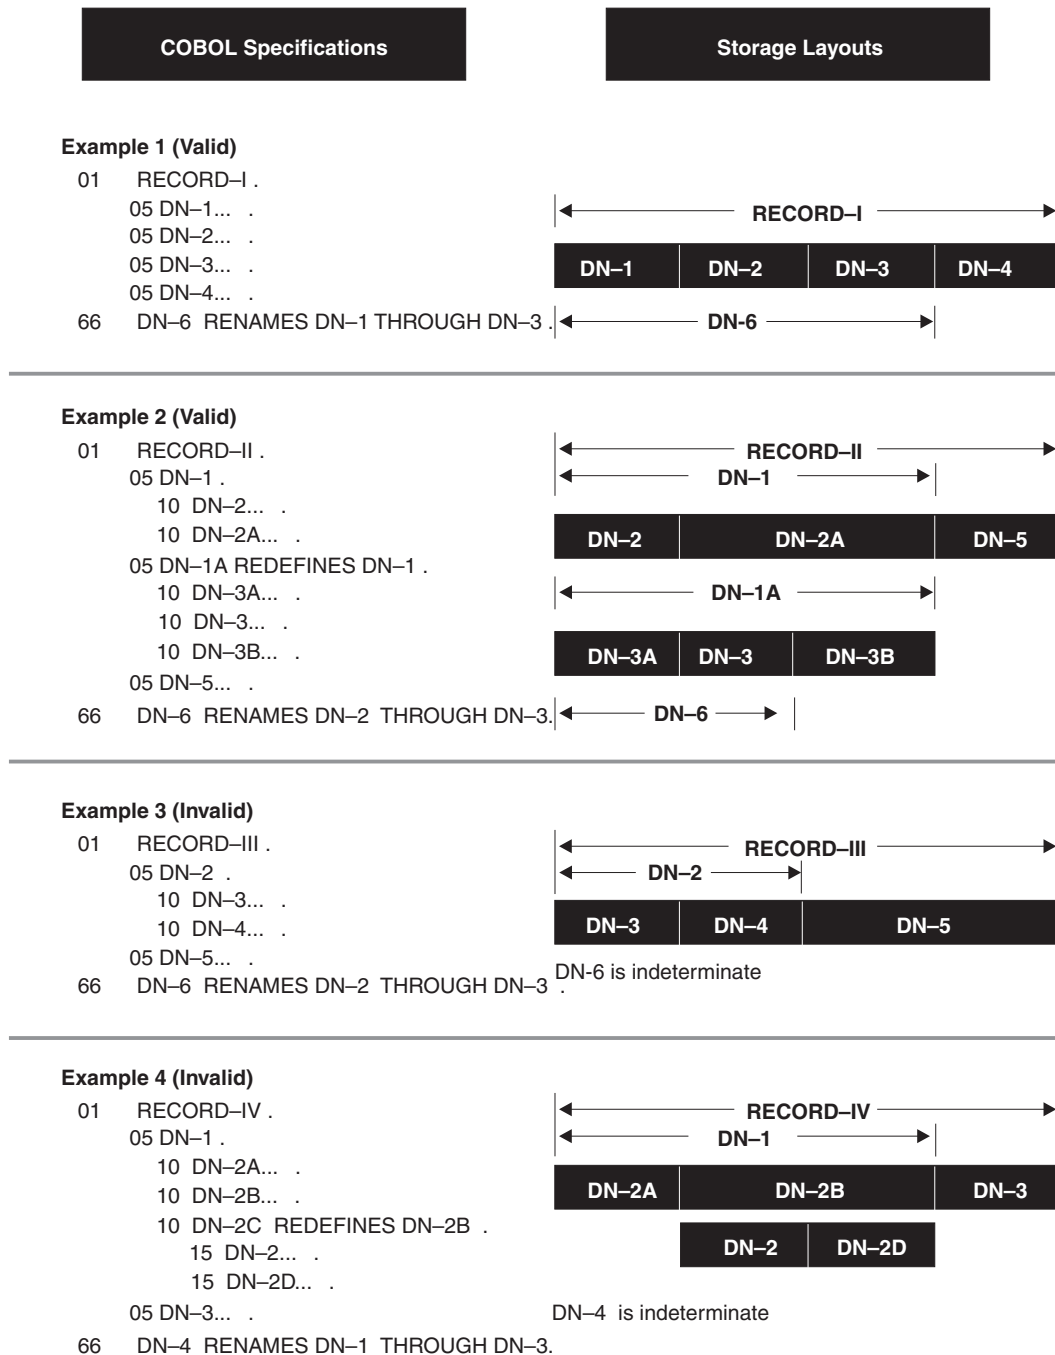 COBOL Specifications
Storage Layouts
Example 1 (Valid)
01 RECORD–I .
05 DN–1... .
05 DN–2... .
05 DN–3... .
05 DN–4... .
66 DN–6 RENAMES DN–1 THROUGH DN–3 .
RECORD–I
DN–1 DN–2 DN–3 DN–4
DN-6
Example 2 (Valid)
01 RECORD–II .
05 DN–1 .
10 DN–2... .
10 DN–2A... .
05 DN–1A REDEFINES DN–1 .
10 DN–3A... .
10 DN–3... .
10 DN–3B... .
05 DN–5... .
66 DN–6 RENAMES DN–2 THROUGH DN–3.
RECORD–II
DN–1
DN–2 DN–2A DN–5
DN–1A
DN–3A DN–3 DN–3B
DN–6
Example 3 (Invalid)
01 RECORD–III .
05 DN–2 .
10 DN–3... .
10 DN–4... .
05 DN–5... .
66 DN–6 RENAMES DN–2 THROUGH DN–3 .
RECORD–III
DN–2
DN–3 DN–4 DN–5
DN-6 is indeterminate
Example 4 (Invalid)
01 RECORD–IV .
05 DN–1 .
10 DN–2A... .
10 DN–2B... .
10 DN–2C REDEFINES DN–2B .
15 DN–2... .
15 DN–2D... .
05 DN–3... .
66 DN–4 RENAMES DN–1 THROUGH DN–3.
RECORD–IV
DN–1
DN–2A DN–2B DN–3
DN–2 DN–2D
DN–4 is indeterminate